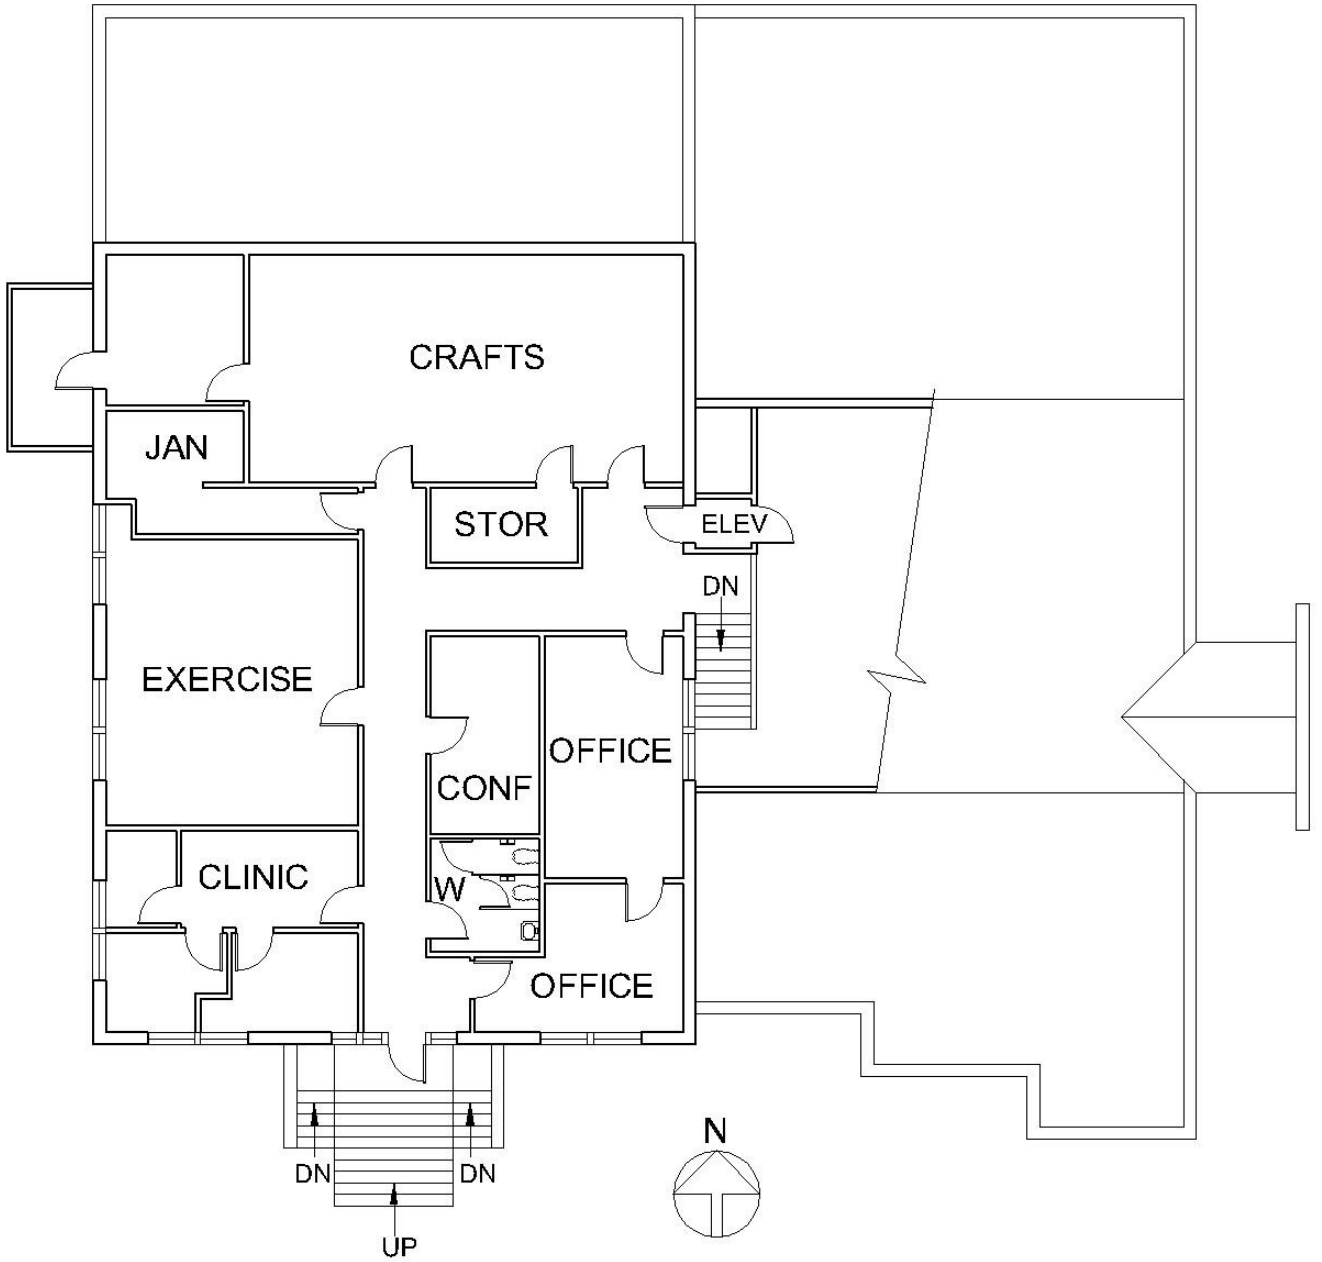 CRAFTS
JAN
STOR
ELEV
DN
EXERCISE
OFFICE
CONF
CLINIC
W
OFFICE
N
DN
DN
UP